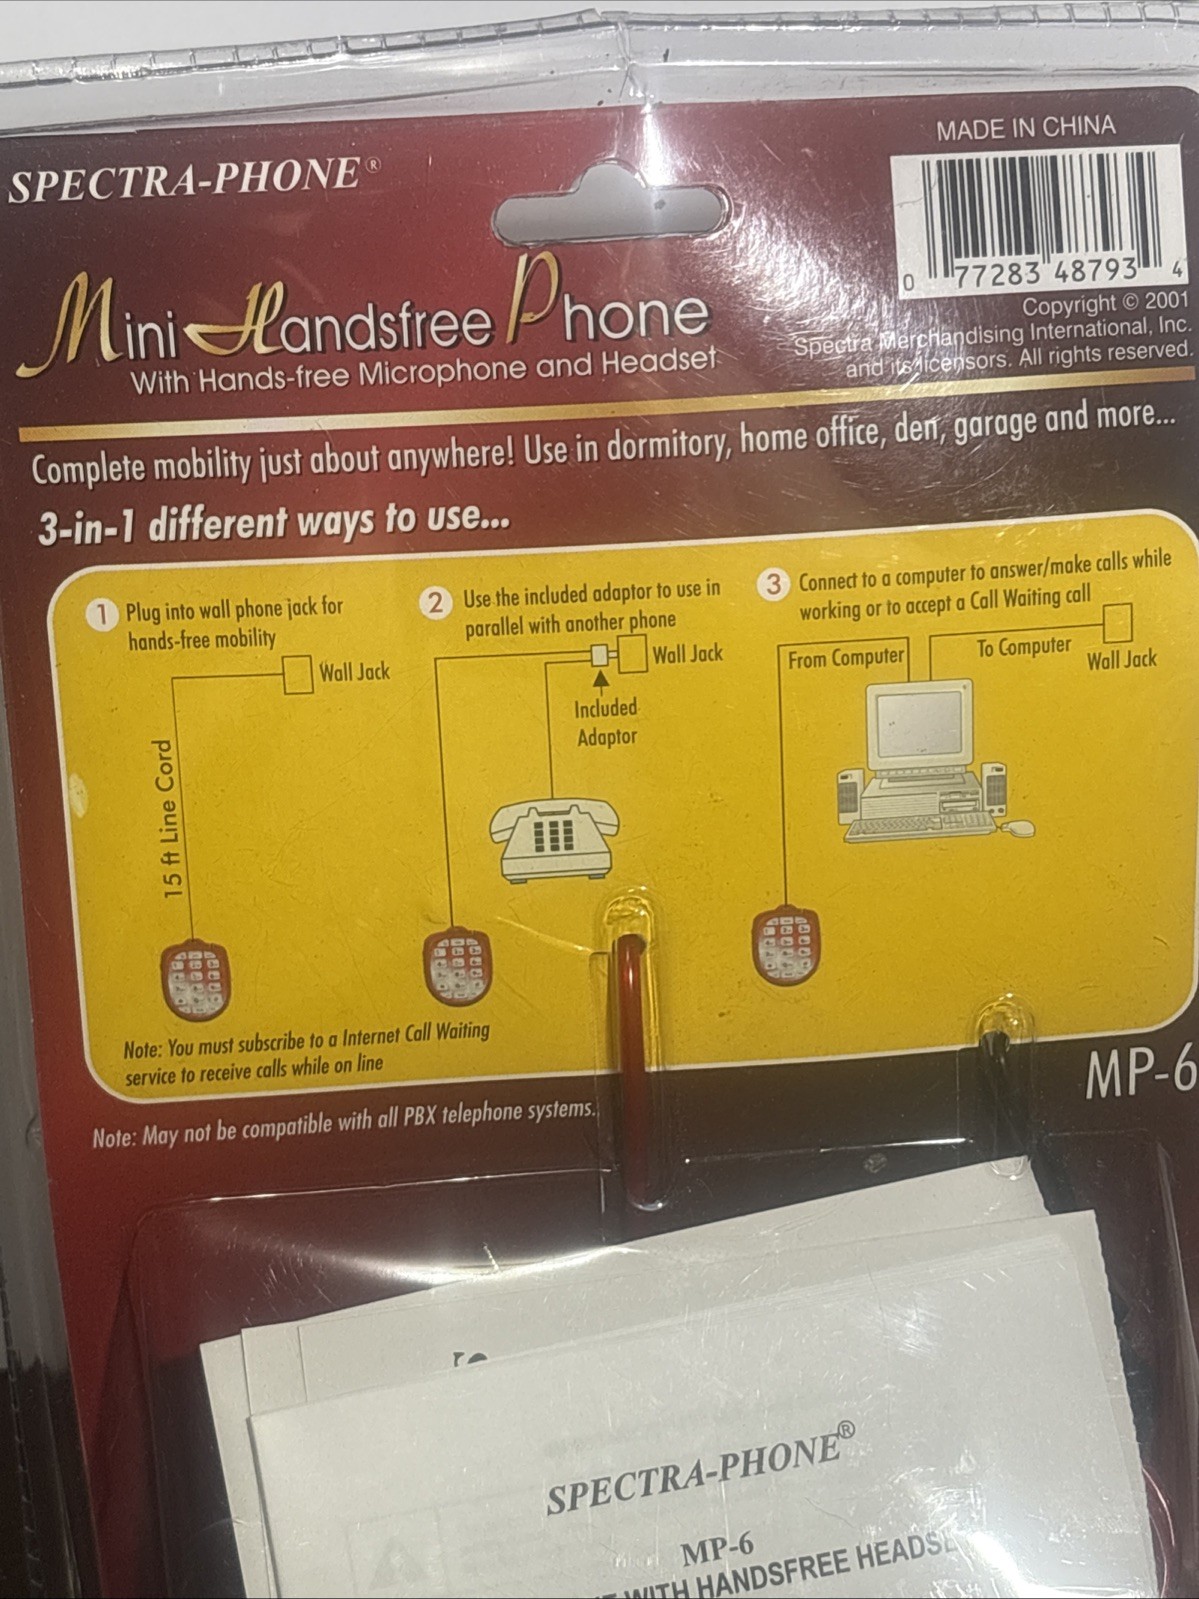 SPECTRA-PHONE®
MADE IN CHINA
0 77283 48793 4
Copyright © 2001
Spectra Merchandising International, Inc.
and its licensors. All rights reserved.
Mini Handsfree Phone
With Hands-free Microphone and Headset
Complete mobility just about anywhere! Use in dormitory, home office, den, garage and more...
3-in-1 different ways to use...
1 Plug into wall phone jack for
hands-free mobility
Wall Jack
15 ft Line Cord
2 Use the included adaptor to use in
parallel with another phone
Wall Jack
Included
Adaptor
3 Connect to a computer to answer/make calls while
working or to accept a Call Waiting call
From Computer
To Computer
Wall Jack
Note: You must subscribe to a Internet Call Waiting
service to receive calls while on line
MP-6
Note: May not be compatible with all PBX telephone systems.
SPECTRA-PHONE®
MP-6
WITH HANDSFREE